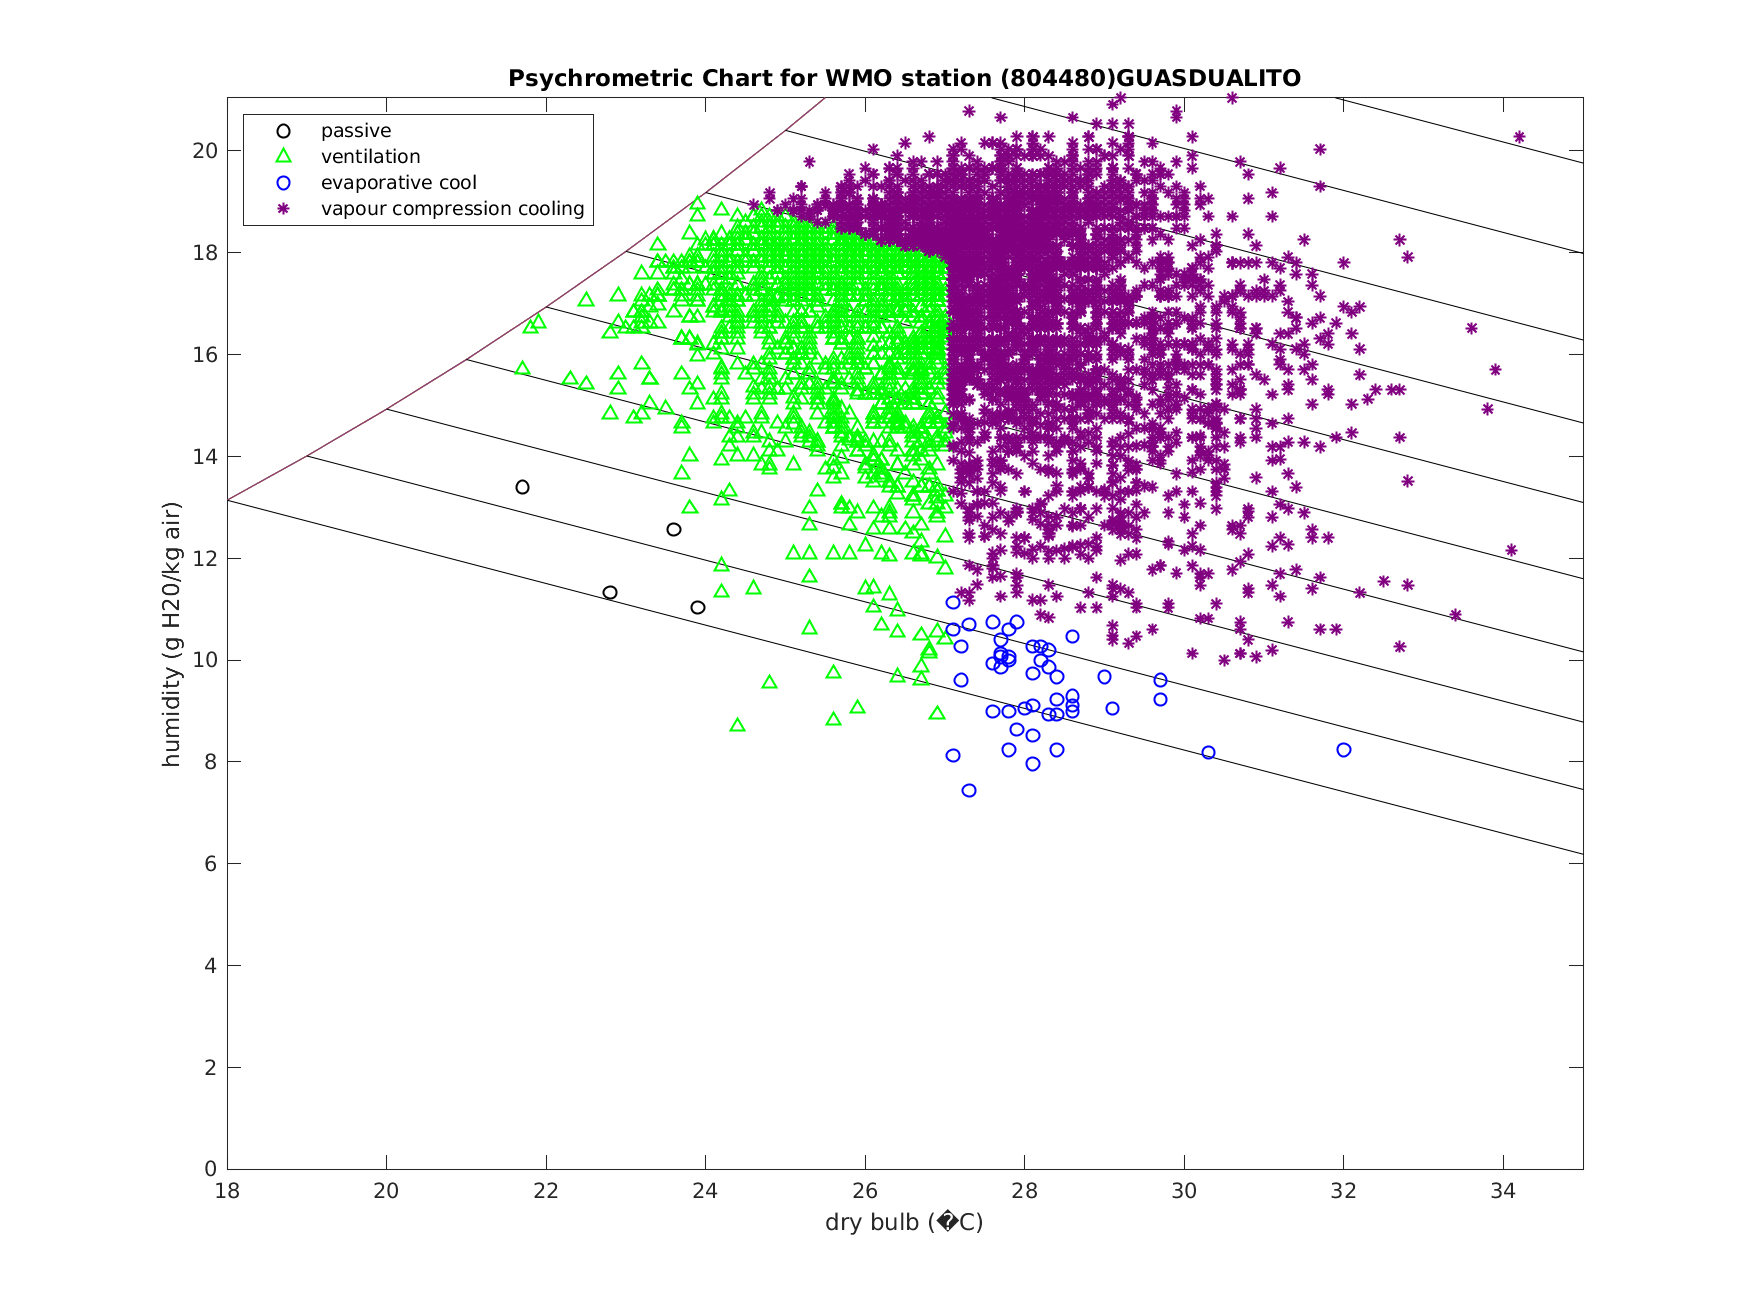 Psychrometric Chart for WMO station (804480)GUASDUALITO
passive
ventilation
evaporative cool
vapour compression cooling
20
18
16
14
12
10
8
6
4
2
0
humidity (g H20/kg air)
18 20 22 24 26 28 30 32 34
dry bulb (�C)